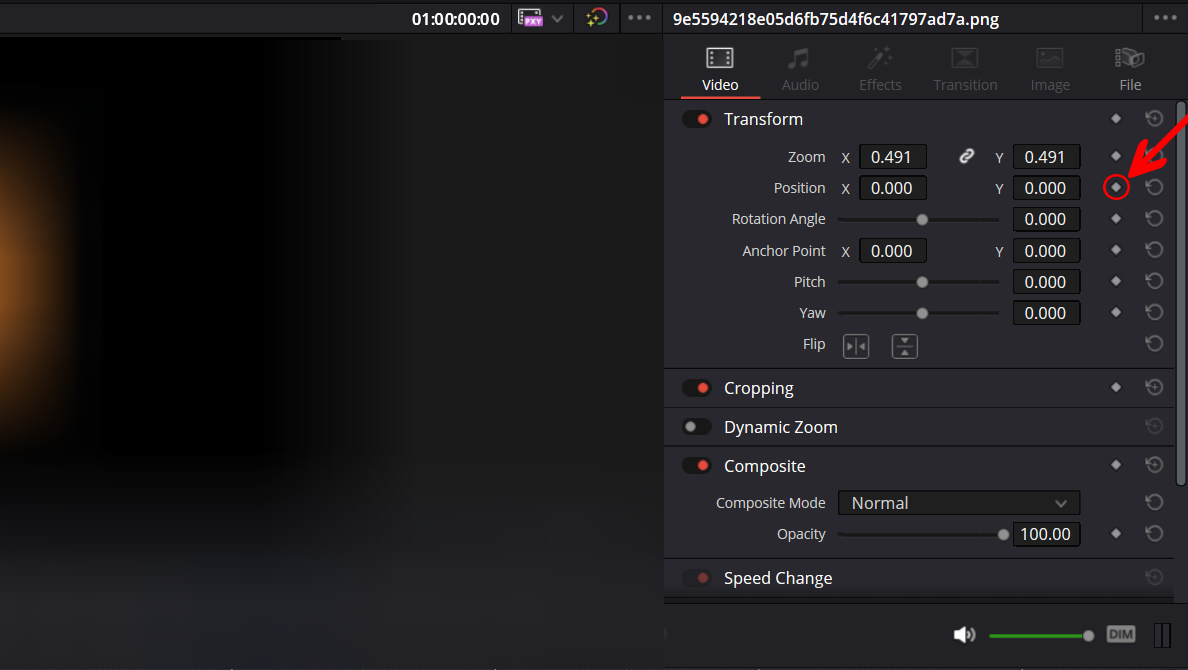 01:00:00:00 PXY 9e5594218e05d6fb75d4f6c41797ad7a.png
Video Audio Effects Transition Image File
Transform
Zoom X 0.491 Y 0.491
Position X 0.000 Y 0.000
Rotation Angle 0.000
Anchor Point X 0.000 Y 0.000
Pitch 0.000
Yaw 0.000
Flip
Cropping
Dynamic Zoom
Composite
Composite Mode Normal
Opacity 100.00
Speed Change
DIM